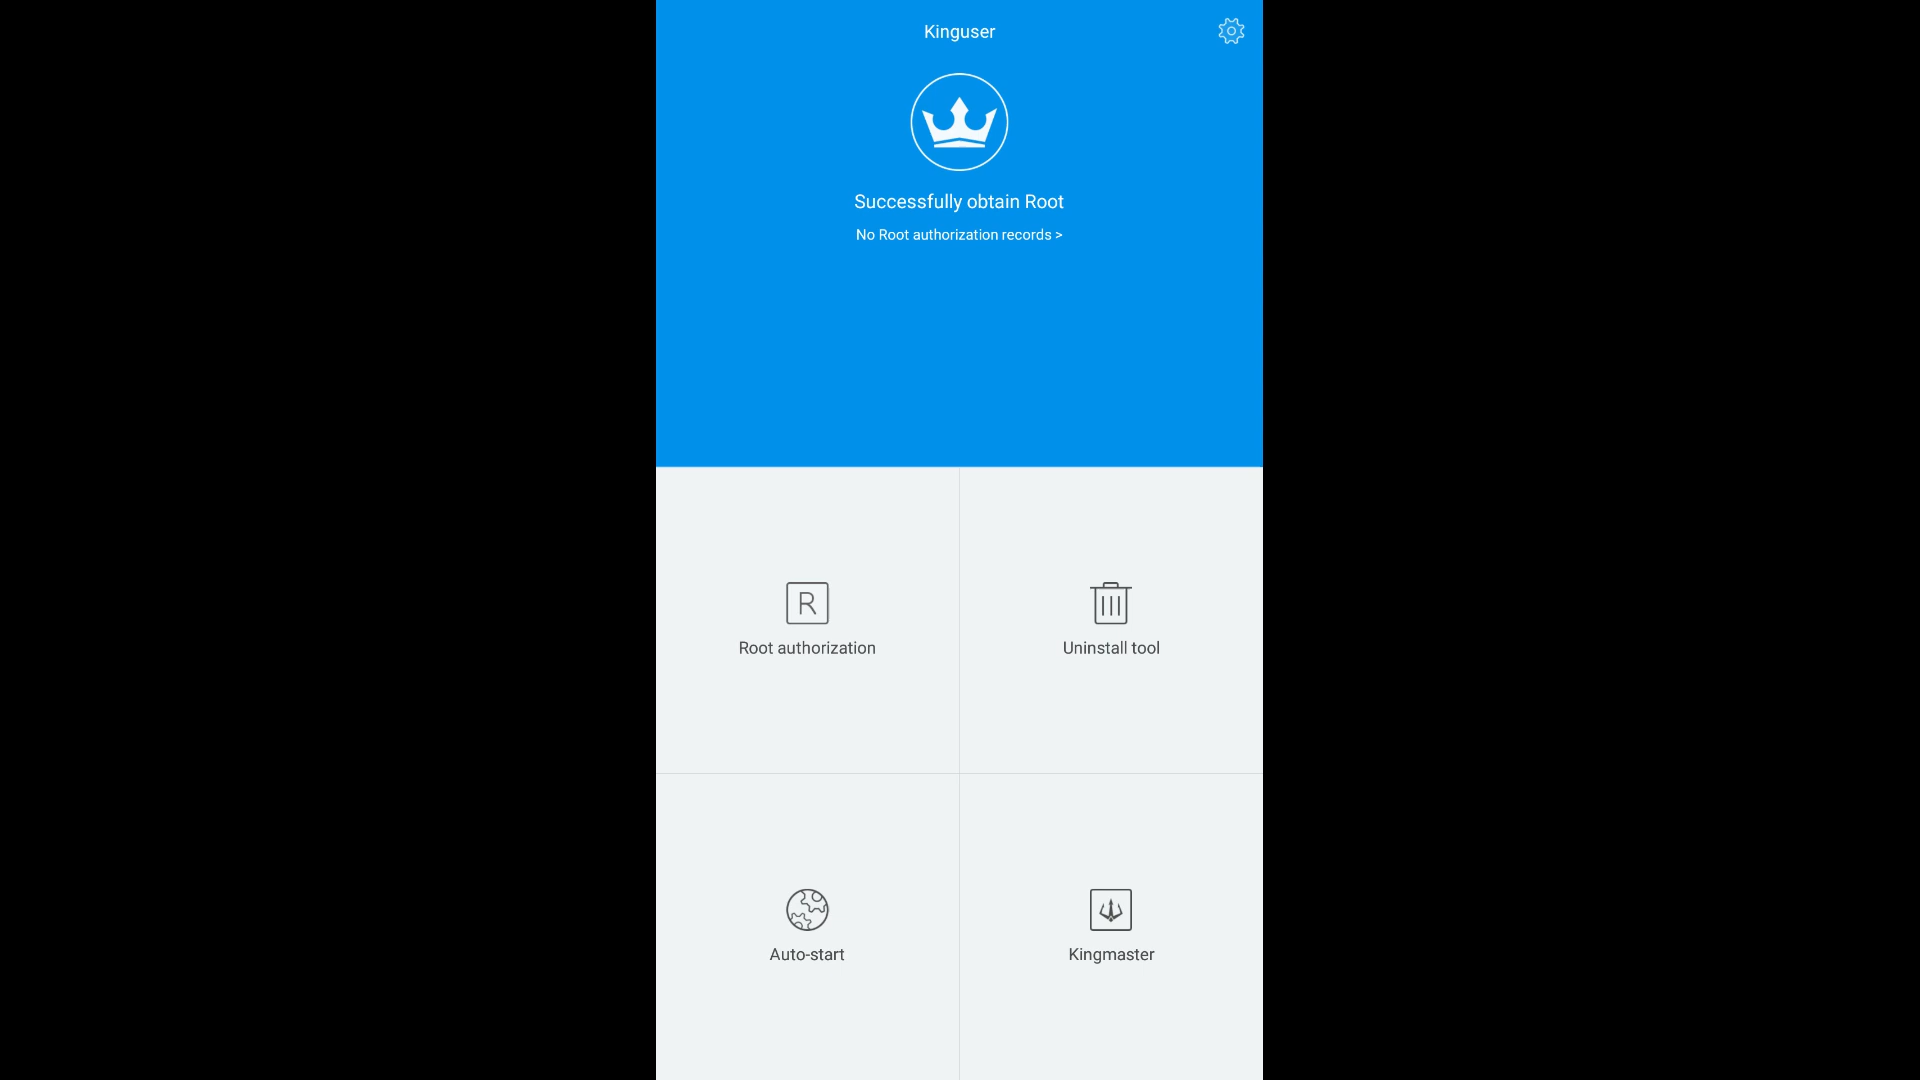 Kinguser
Successfully obtain Root
No Root authorization records >
R
Root authorization
Uninstall tool
Auto-start
Kingmaster